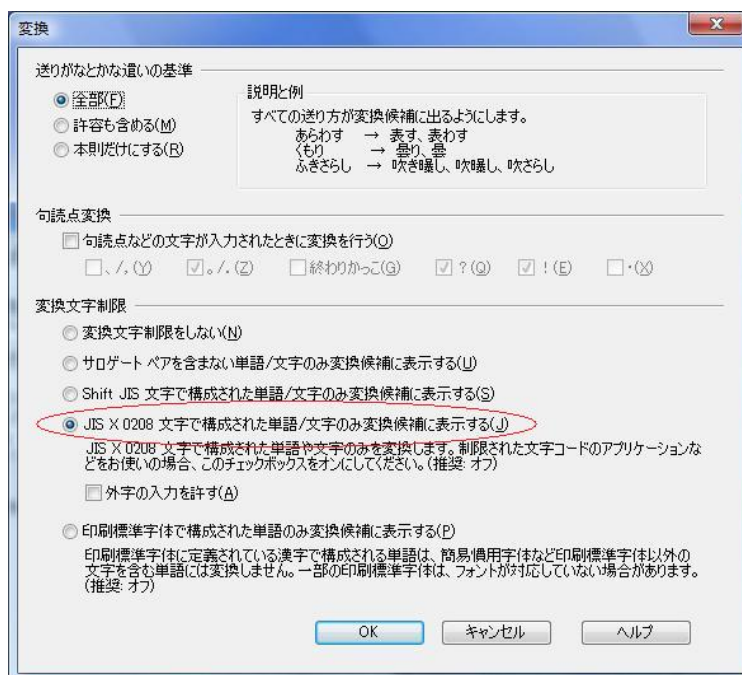 変換
送りがなとかな遣いの基準
全部(F)
許容も含める(M)
本則だけにする(R)
説明と例
すべての送り方が変換候補に出るようにします。
あらわす → 表す、表わす
くもり → 曇り、曇
ふきさらし → 吹き曝し、吹曝し、吹さらし
句読点変換
句読点などの文字が入力されたときに変換を行う(O)
、/，(Y) 。/．(Z) 終わりかっこ(G) ？(Q) ！(E) ・(X)
変換文字制限
変換文字制限をしない(N)
サロゲート ペアを含まない単語/文字のみ変換候補に表示する(U)
Shift JIS 文字で構成された単語/文字のみ変換候補に表示する(S)
JIS X 0208 文字で構成された単語/文字のみ変換候補に表示する(J)
JIS X 0208 文字で構成された単語や文字のみを変換します。制限された文字コードのアプリケーションな
どをお使いの場合、このチェックボックスをオンにしてください。(推奨: オフ)
外字の入力を許す(A)
印刷標準字体で構成された単語のみ変換候補に表示する(P)
印刷標準字体に定義されている漢字で構成される単語は、簡易慣用字体など印刷標準字体以外の
文字を含む単語には変換しません。一部の印刷標準字体は、フォントが対応していない場合があります。
(推奨: オフ)
OK キャンセル ヘルプ